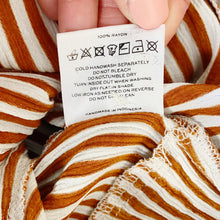 100% RAYON
COLD HANDWASH SEPARATELY
DO NOT BLEACH
DO NOT TUMBLE DRY
TURN INSIDE OUT WHEN WASHING
DRY FLAT IN SHADE
LOW IRON AS NEEDED ON REVERSE
DO NOT DRY CLEAN
HANDMADE IN INDONESIA